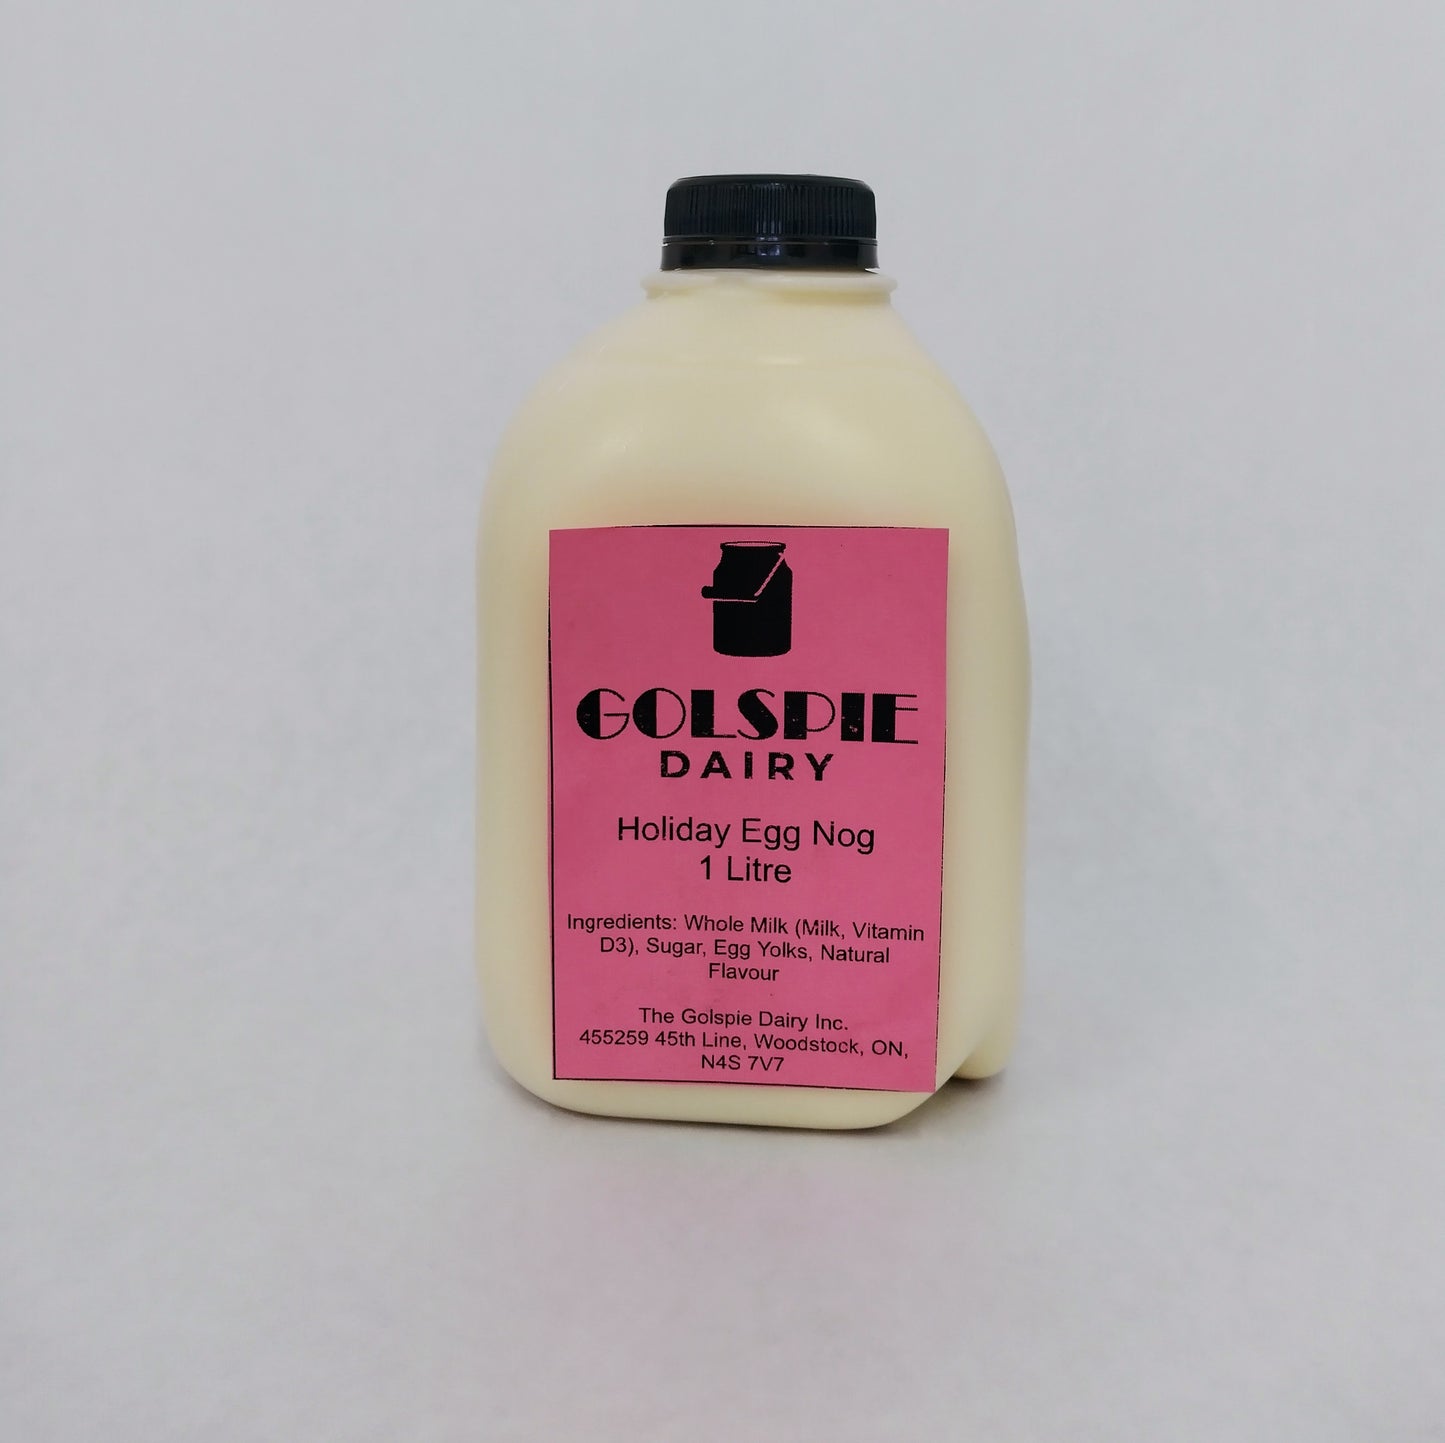 GOLSPIE
DAIRY
Holiday Egg Nog
1 Litre
Ingredients: Whole Milk (Milk, Vitamin
D3), Sugar, Egg Yolks, Natural
Flavour
The Golspie Dairy Inc.
455259 45th Line, Woodstock, ON,
N4S 7V7